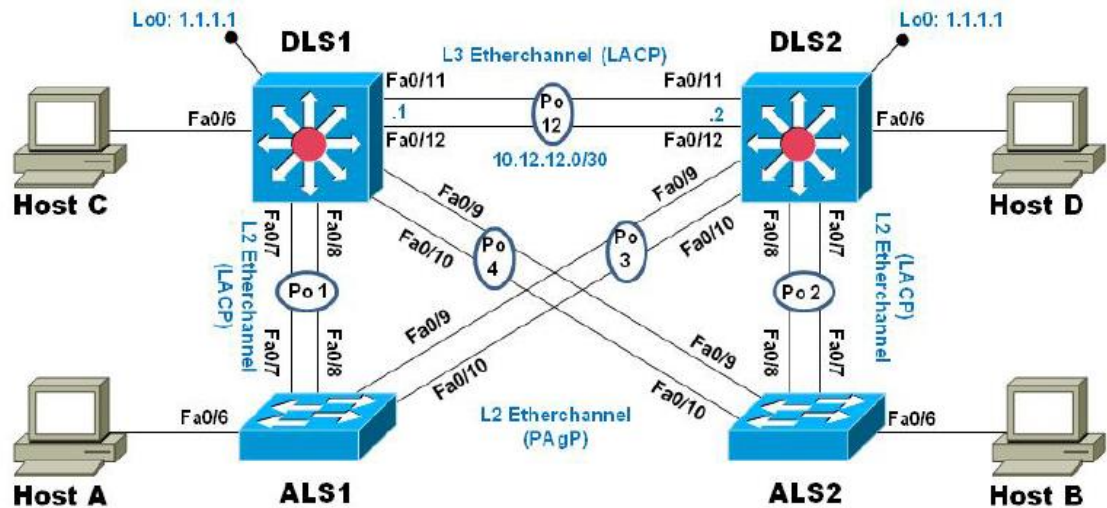 Lo0: 1.1.1.1
Lo0: 1.1.1.1
DLS1
DLS2
L3 Etherchannel (LACP)
Fa0/11
Fa0/11
Fa0/6
.1
Po
12
.2
Fa0/6
Fa0/12
Fa0/12
10.12.12.0/30
Host C
Host D
Fa0/7
Fa0/8
Fa0/9
Fa0/10
Fa0/9
Fa0/10
Fa0/8
Fa0/7
L2 Etherchannel
(LACP)
Po 1
Po
4
Po
3
Po 2
L2 Etherchannel
(LACP)
Fa0/7
Fa0/8
Fa0/9
Fa0/10
Fa0/9
Fa0/10
Fa0/8
Fa0/7
Fa0/6
L2 Etherchannel
(PAgP)
Fa0/6
Host A
ALS1
ALS2
Host B